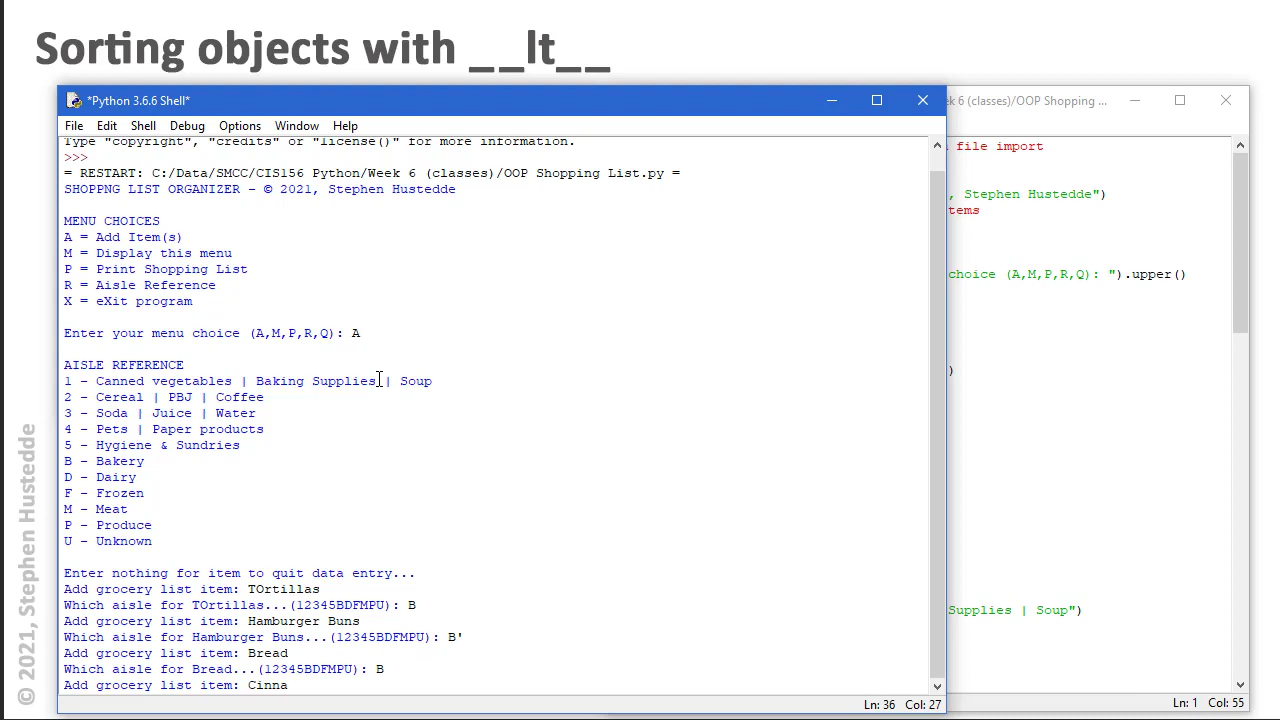 Sorting objects with __lt__
*Python 3.6.6 Shell*
File Edit Shell Debug Options Window Help
Type "copyright", "credits" or "license()" for more information.
>>>
= RESTART: C:/Data/SMCC/CIS156 Python/Week 6 (classes)/OOP Shopping List.py =
SHOPPNG LIST ORGANIZER - © 2021, Stephen Hustedde
MENU CHOICES
A = Add Item(s)
M = Display this menu
P = Print Shopping List
R = Aisle Reference
X = eXit program
Enter your menu choice (A,M,P,R,Q): A
AISLE REFERENCE
1 - Canned vegetables | Baking Supplies | Soup
2 - Cereal | PBJ | Coffee
3 - Soda | Juice | Water
4 - Pets | Paper products
5 - Hygiene & Sundries
B - Bakery
D - Dairy
F - Frozen
M - Meat
P - Produce
U - Unknown
Enter nothing for item to quit data entry...
Add grocery list item: TOrtillas
Which aisle for TOrtillas...(12345BDFMPU): B
Add grocery list item: Hamburger Buns
Which aisle for Hamburger Buns...(12345BDFMPU): B'
Add grocery list item: Bread
Which aisle for Bread...(12345BDFMPU): B
Add grocery list item: Cinna
Ln: 36 Col: 27
ek 6 (classes)/OOP Shopping ...
file import
, Stephen Hustedde")
tems
choice (A,M,P,R,Q): ").upper()
)
Supplies | Soup")
Ln: 1 Col: 55
© 2021, Stephen Hustedde